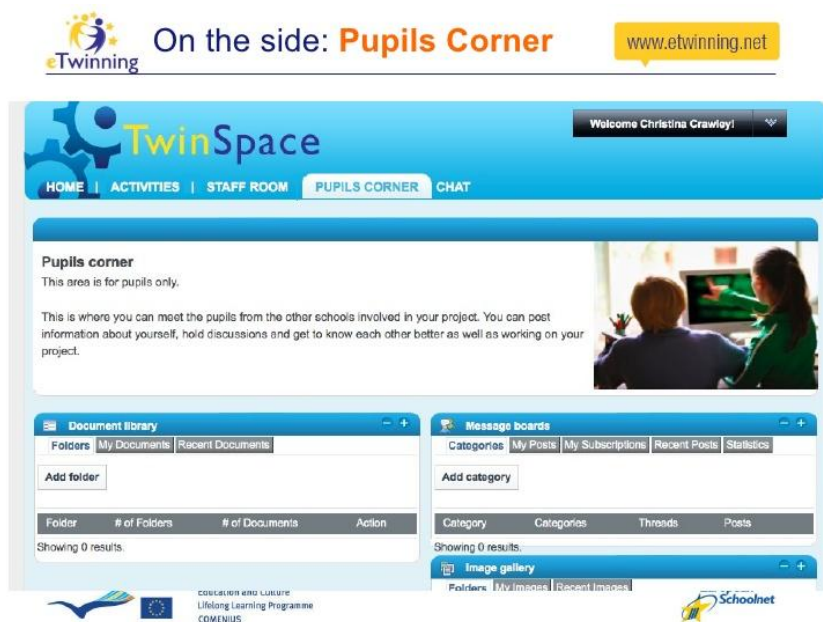 eTwinning
On the side: Pupils Corner
www.etwinning.net
TwinSpace
Welcome Christina Crawley!
HOME | ACTIVITIES | STAFF ROOM PUPILS CORNER CHAT
Pupils corner
This area is for pupils only.
This is where you can meet the pupils from the other schools involved in your project. You can post
information about yourself, hold discussions and get to know each other better as well as working on your
project.
Document library
Folders My Documents Recent Documents
Add folder
Folder # of Folders # of Documents Action
Showing 0 results.
Message boards
Categories My Posts My Subscriptions Recent Posts Statistics
Add category
Category Categories Threads Posts
Showing 0 results.
Image gallery
Folders My Images Recent Images
Education and Culture
Lifelong Learning Programme
COMENIUS
Schoolnet